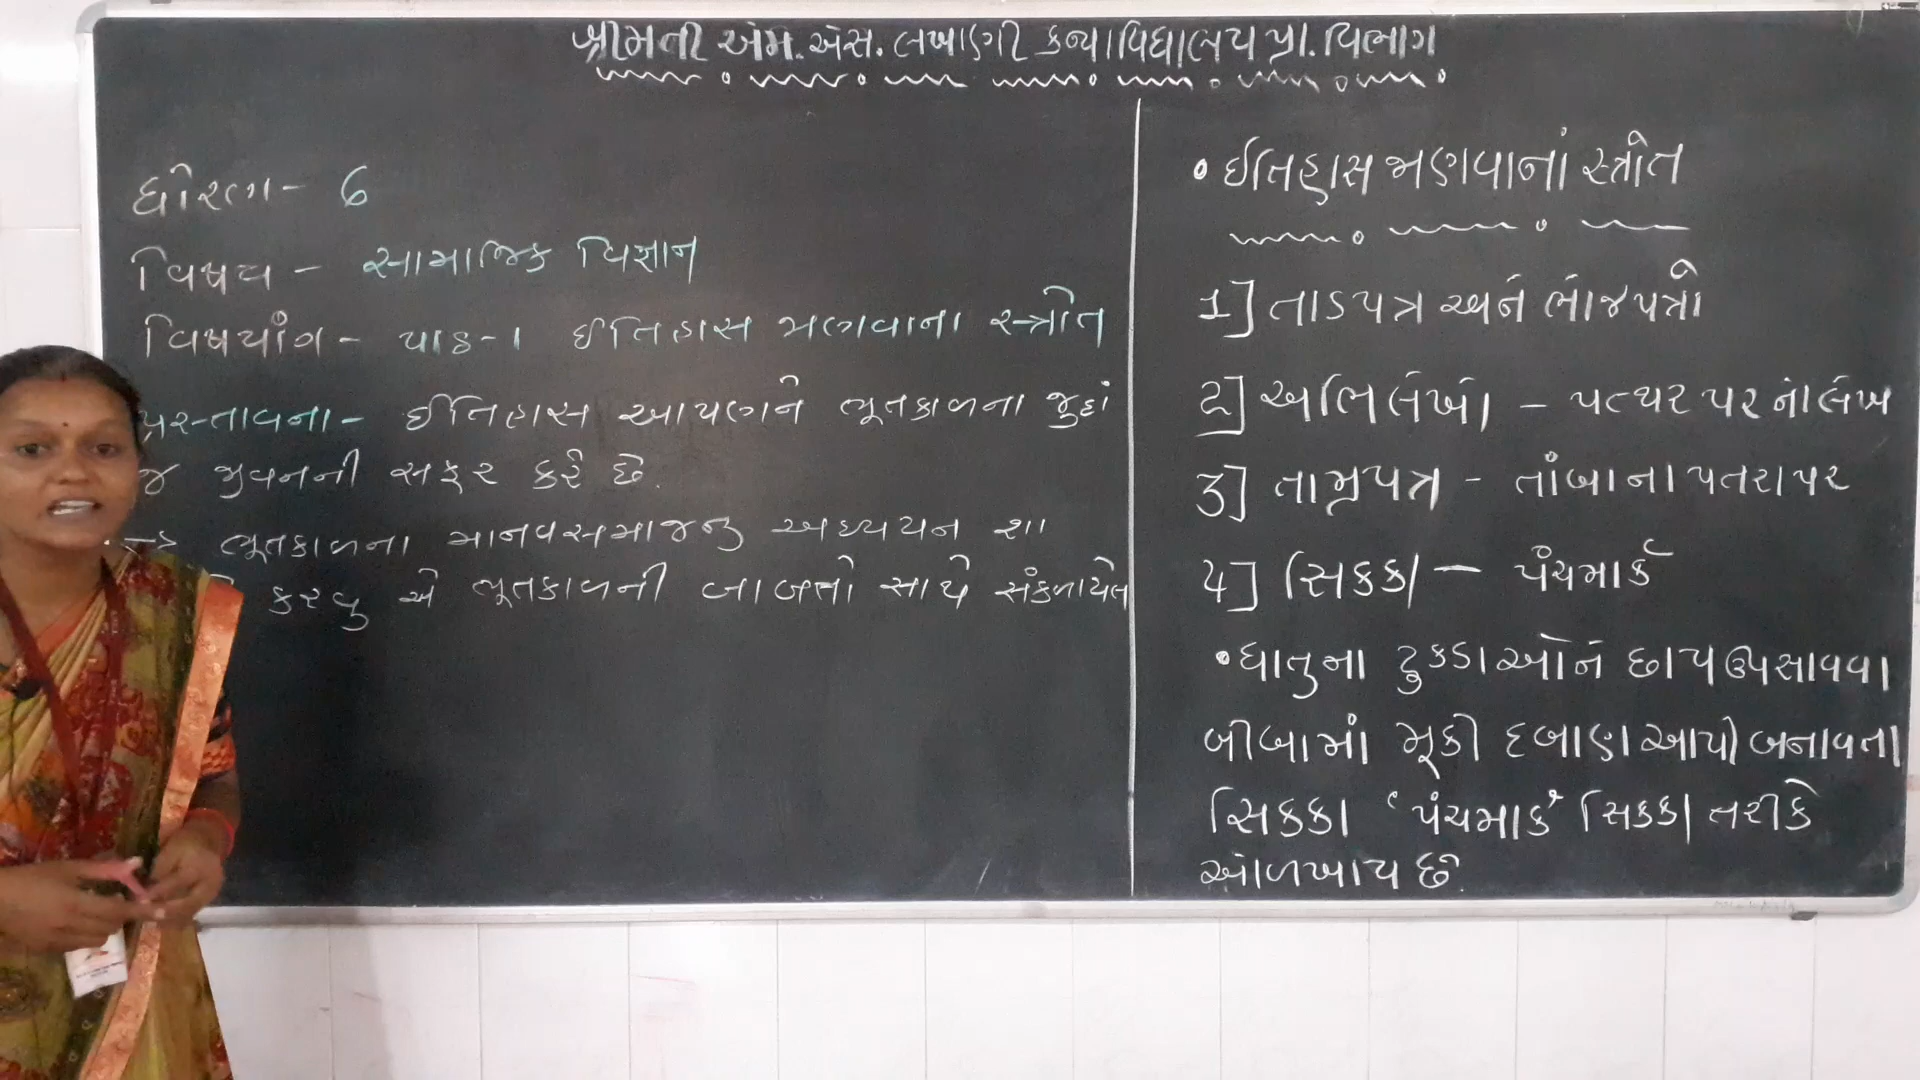 શ્રીમતી એમ.એસ. લખાણી કન્યાવિદ્યાલય પ્રા. વિભાગ
ધોરણ - 6
વિષય - સામાજિક વિજ્ઞાન
વિષયાંગ - પાઠ-1 ઈતિહાસ જાણવાના સ્ત્રોત
પ્રસ્તાવના - ઈતિહાસ આપણને ભૂતકાળના જુદાં
જ જીવનની સફર કરે છે.
→ ભૂતકાળના માનવસમાજનુ અધ્યયન શા
કરવુ એ ભૂતકાળની બાબતો સાથે સંકળાયેલ
• ઈતિહાસ જાણવાનાં સ્ત્રોત
1] તાડપત્ર અને ભોજપત્રો
2] અભિલેખો - પત્થર પરનો લેખ
3] તામ્રપત્ર - તાંબાના પતરા પર
4] સિક્કા - પંચમાર્ક
• ધાતુના ટુકડાઓને છાપ ઉપસાવવા
બીબામાં મૂકી દબાણ આપી બનાવતા
સિક્કા 'પંચમાર્ક' સિક્કા તરીકે
ઓળખાય છે.